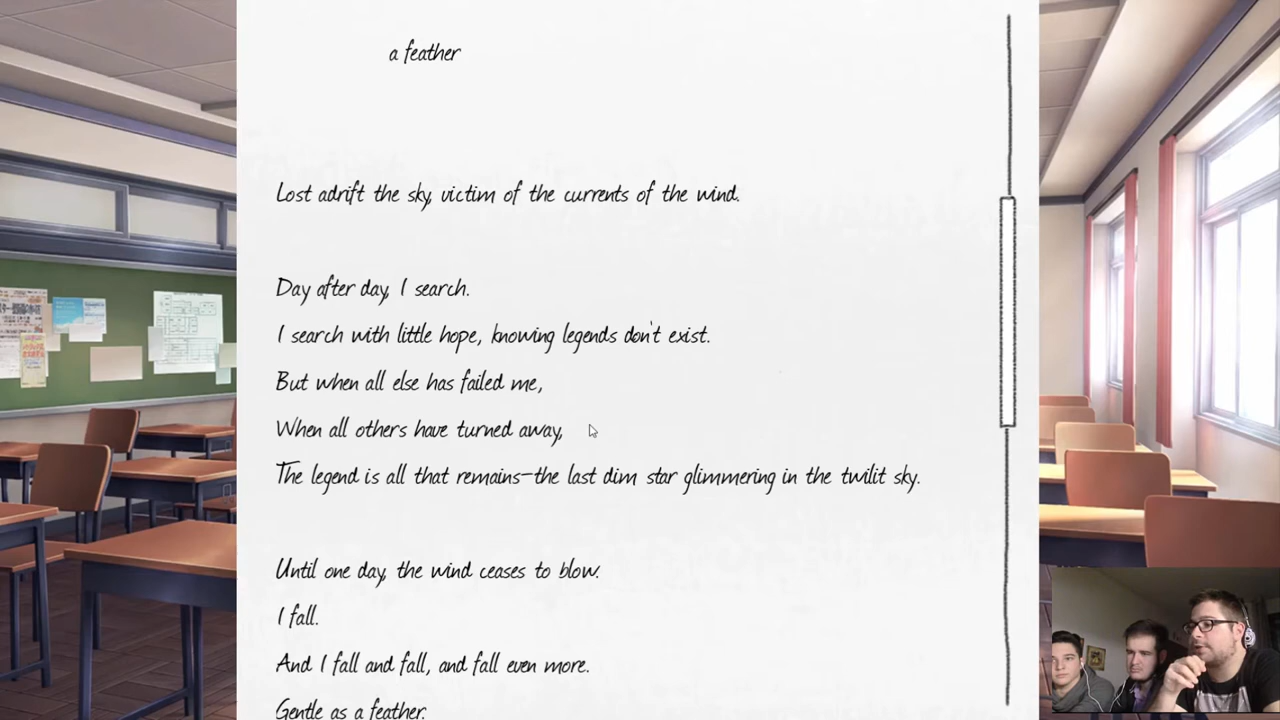 a feather
Lost adrift the sky, victim of the currents of the wind.
Day after day, I search.
I search with little hope, knowing legends don't exist.
But when all else has failed me,
When all others have turned away,
The legend is all that remains—the last dim star glimmering in the twilit sky.
Until one day, the wind ceases to blow.
I fall.
And I fall and fall, and fall even more.
Gentle as a feather.